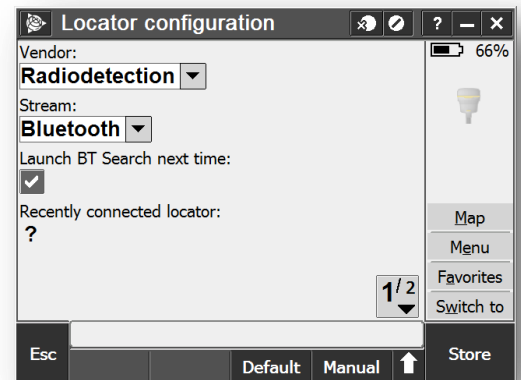 Locator configuration
? – ×
Vendor:
66%
Radiodetection
Stream:
Bluetooth
Launch BT Search next time:
Recently connected locator:
?
Map
Menu
Favorites
1/2
Switch to
Esc
Default
Manual
Store